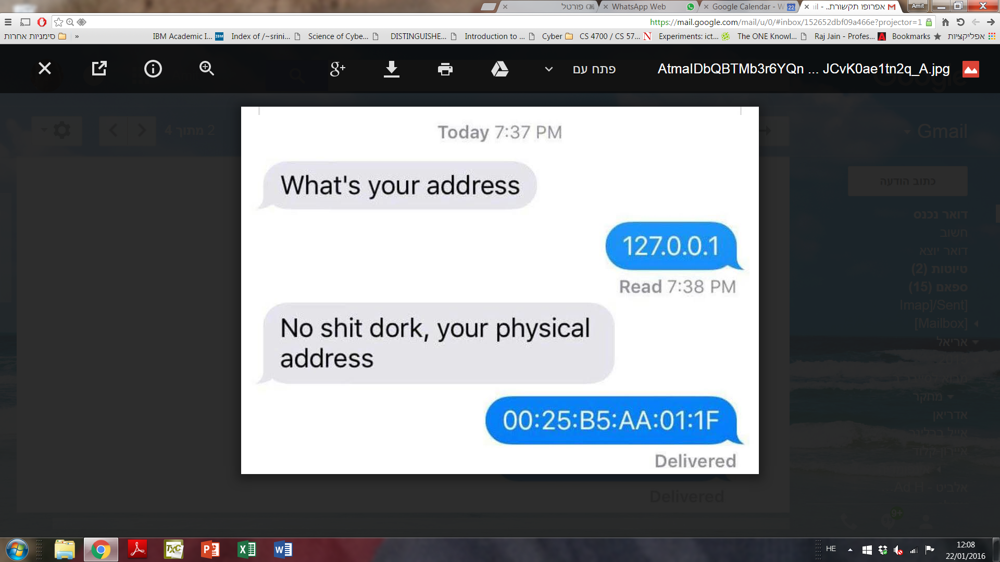 פורטל
WhatsApp Web
Google Calendar - W
22
אפרופו תקשורת.. - il
Amit
https://mail.google.com/mail/u/0/#inbox/152652dbf09a466e?projector=1
סימניות אחרות
»
IBM Academic I...
Index of /~srini...
Science of Cybe...
DISTINGUISHE...
Introduction to ...
Cyber
CS 4700 / CS 57...
Experiments: ict...
The ONE Knowl...
Raj Jain - Profes...
Bookmarks
אפליקציות
g+
פתח עם
AtmaIDbQBTMb3r6YQn ... JCvK0ae1tn2q_A.jpg
2 מתוך 4
Gmail
Today 7:37 PM
What's your address
127.0.0.1
Read 7:38 PM
No shit dork, your physical
address
00:25:B5:AA:01:1F
Delivered
Delivered
כתוב הודעה
דואר נכנס
חשוב
דואר יוצא
טיוטות (2)
ספאם (15)
Imap]/Sent]
[Mailbox]
אריאל
מחקר
אדריאן
9+
HE
12:08
22/01/2016